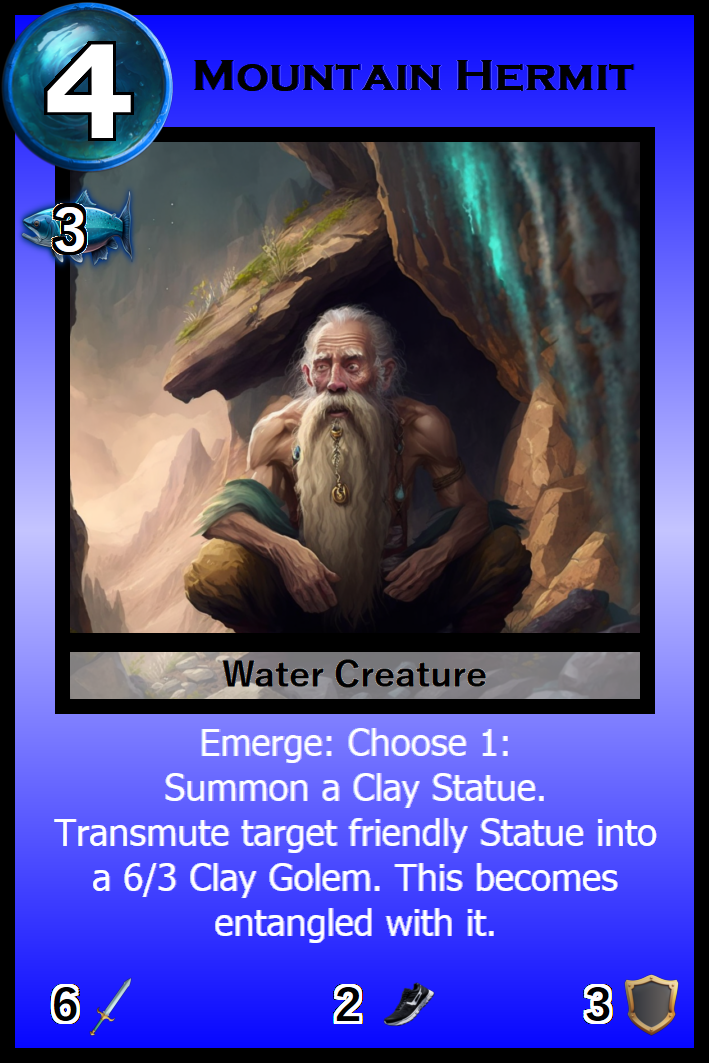 4
Mountain Hermit
3
Water Creature
Emerge: Choose 1:
Summon a Clay Statue.
Transmute target friendly Statue into
a 6/3 Clay Golem. This becomes
entangled with it.
6 2 3